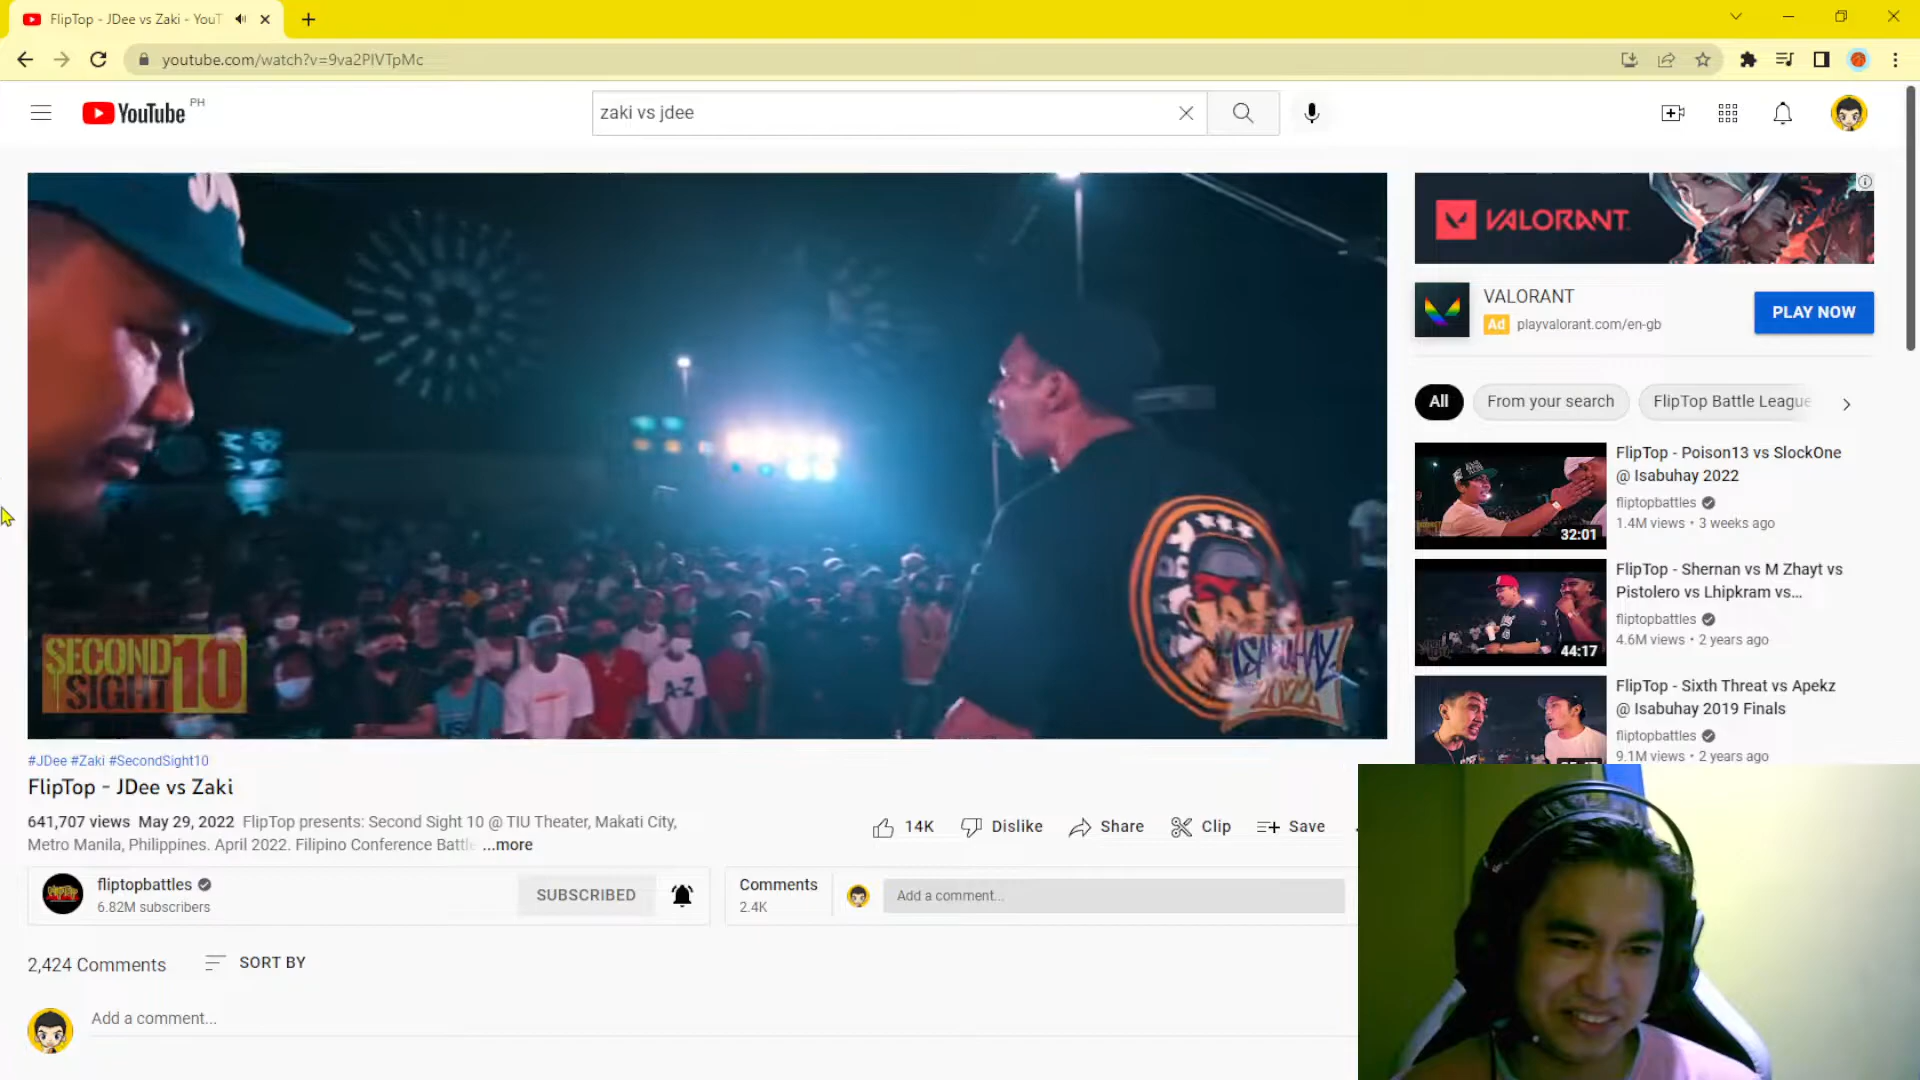 FlipTop - JDee vs Zaki - YouT
youtube.com/watch?v=9va2PlVTpMc
YouTube PH
zaki vs jdee
VALORANT
VALORANT
Ad playvalorant.com/en-gb
PLAY NOW
All
From your search
FlipTop Battle League
FlipTop - Poison13 vs SlockOne
@ Isabuhay 2022
fliptopbattles
1.4M views • 3 weeks ago
32:01
FlipTop - Shernan vs M Zhayt vs
Pistolero vs Lhipkram vs...
fliptopbattles
4.6M views • 2 years ago
44:17
FlipTop - Sixth Threat vs Apekz
@ Isabuhay 2019 Finals
fliptopbattles
9.1M views • 2 years ago
SECOND
SIGHT 10
A-Z
ISABUHAY
2022
#JDee #Zaki #SecondSight10
FlipTop - JDee vs Zaki
641,707 views May 29, 2022 FlipTop presents: Second Sight 10 @ TIU Theater, Makati City,
Metro Manila, Philippines. April 2022. Filipino Conference Battle ...more
14K
Dislike
Share
Clip
Save
fliptopbattles
6.82M subscribers
SUBSCRIBED
Comments
2.4K
Add a comment...
2,424 Comments
SORT BY
Add a comment...